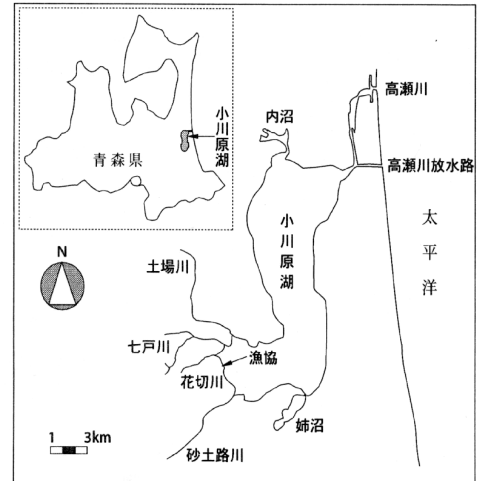 小川原湖
青森県
高瀬川
内沼
高瀬川放水路
太平洋
小川原湖
N
土場川
七戸川
漁協
花切川
姉沼
砂土路川
1 3km